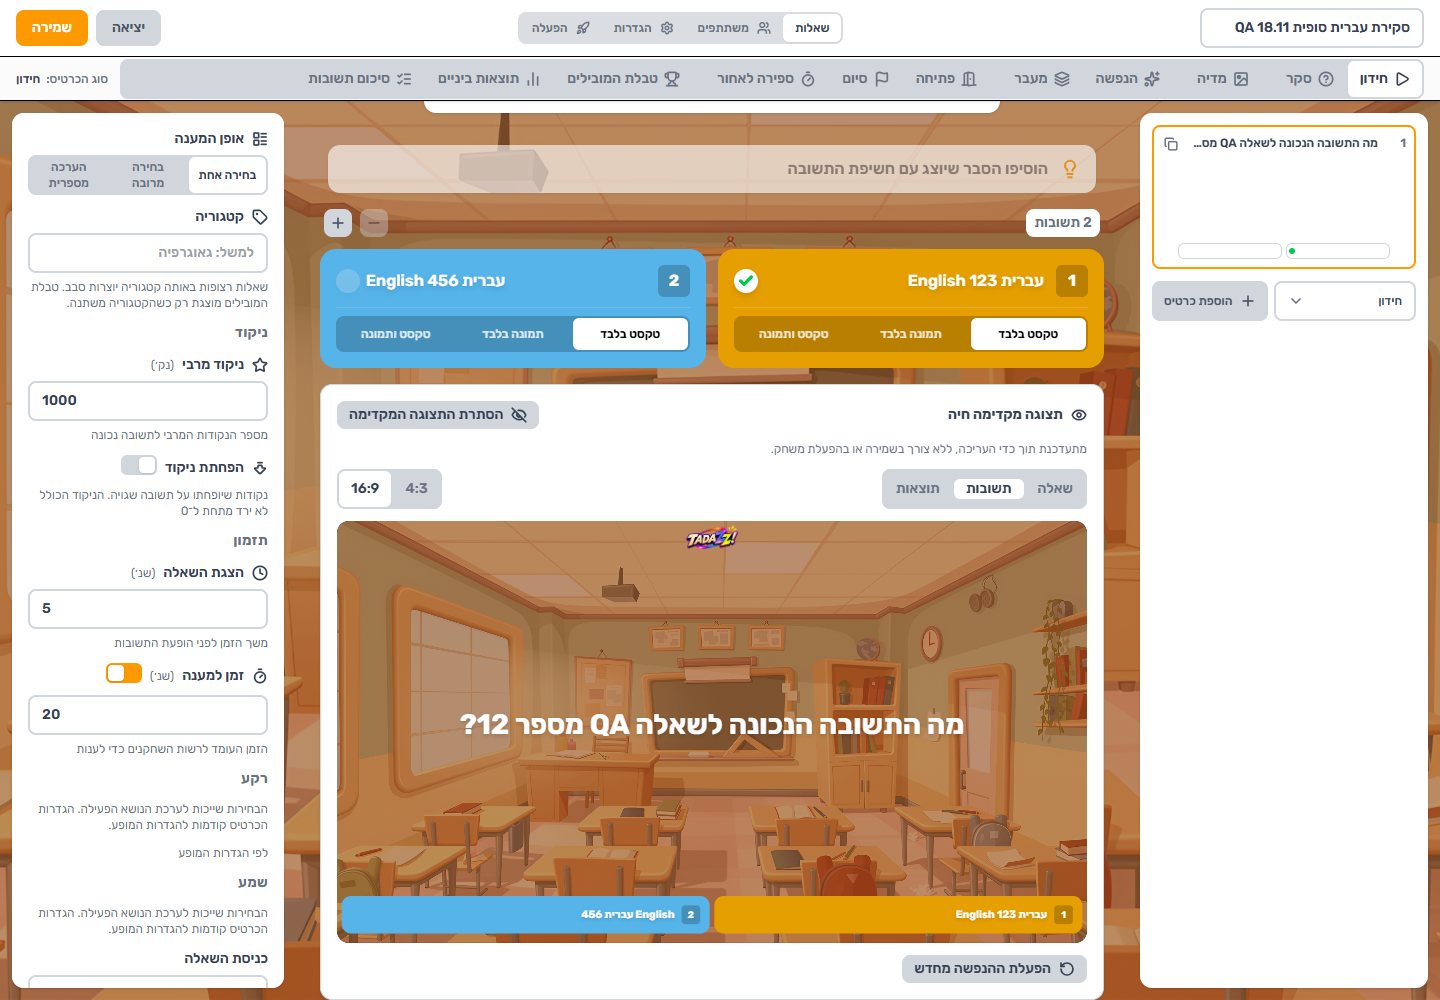 סקירת עברית סופית QA 18.11
שאלות
משתתפים
הגדרות
הפעלה
יציאה
שמירה
חידון
סקר
מדיה
הנפשה
מעבר
פתיחה
סיום
ספירה לאחור
טבלת המובילים
תוצאות ביניים
סיכום תשובות
סוג הכרטיס: חידון
1
מה התשובה הנכונה לשאלה QA מס...
חידון
הוספת כרטיס
הוסיפו הסבר שיוצג עם חשיפת התשובה
2 תשובות
1
עברית English 123
טקסט בלבד
תמונה בלבד
טקסט ותמונה
2
English עברית 456
טקסט בלבד
תמונה בלבד
טקסט ותמונה
תצוגה מקדימה חיה
הסתרת התצוגה המקדימה
מתעדכנת תוך כדי העריכה, ללא צורך בשמירה או בהפעלת משחק.
שאלה
תשובות
תוצאות
4:3
16:9
TADAZZ!
מה התשובה הנכונה לשאלה QA מספר 12?
1
עברית English 123
2
English עברית 456
הפעלת ההנפשה מחדש
אופן המענה
בחירה אחת
בחירה
מרובה
הערכה
מספרית
קטגוריה
למשל: גאוגרפיה
שאלות רצופות באותה קטגוריה יוצרות סבב. טבלת
המובילים מוצגת רק כשהקטגוריה משתנה.
ניקוד
ניקוד מרבי (נק׳)
1000
מספר הנקודות המרבי לתשובה נכונה
הפחתת ניקוד
נקודות שיופחתו על תשובה שגויה. הניקוד הכולל
לא ירד מתחת ל־0
תזמון
הצגת השאלה (שנ׳)
5
משך הזמן לפני הופעת התשובות
זמן למענה (שנ׳)
20
הזמן העומד לרשות השחקנים כדי לענות
רקע
הבחירות שייכות לערכת הנושא הפעילה. הגדרות
הכרטיס קודמות להגדרות המופע.
לפי הגדרות המופע
שמע
הבחירות שייכות לערכת הנושא הפעילה. הגדרות
הכרטיס קודמות להגדרות המופע.
כניסת השאלה